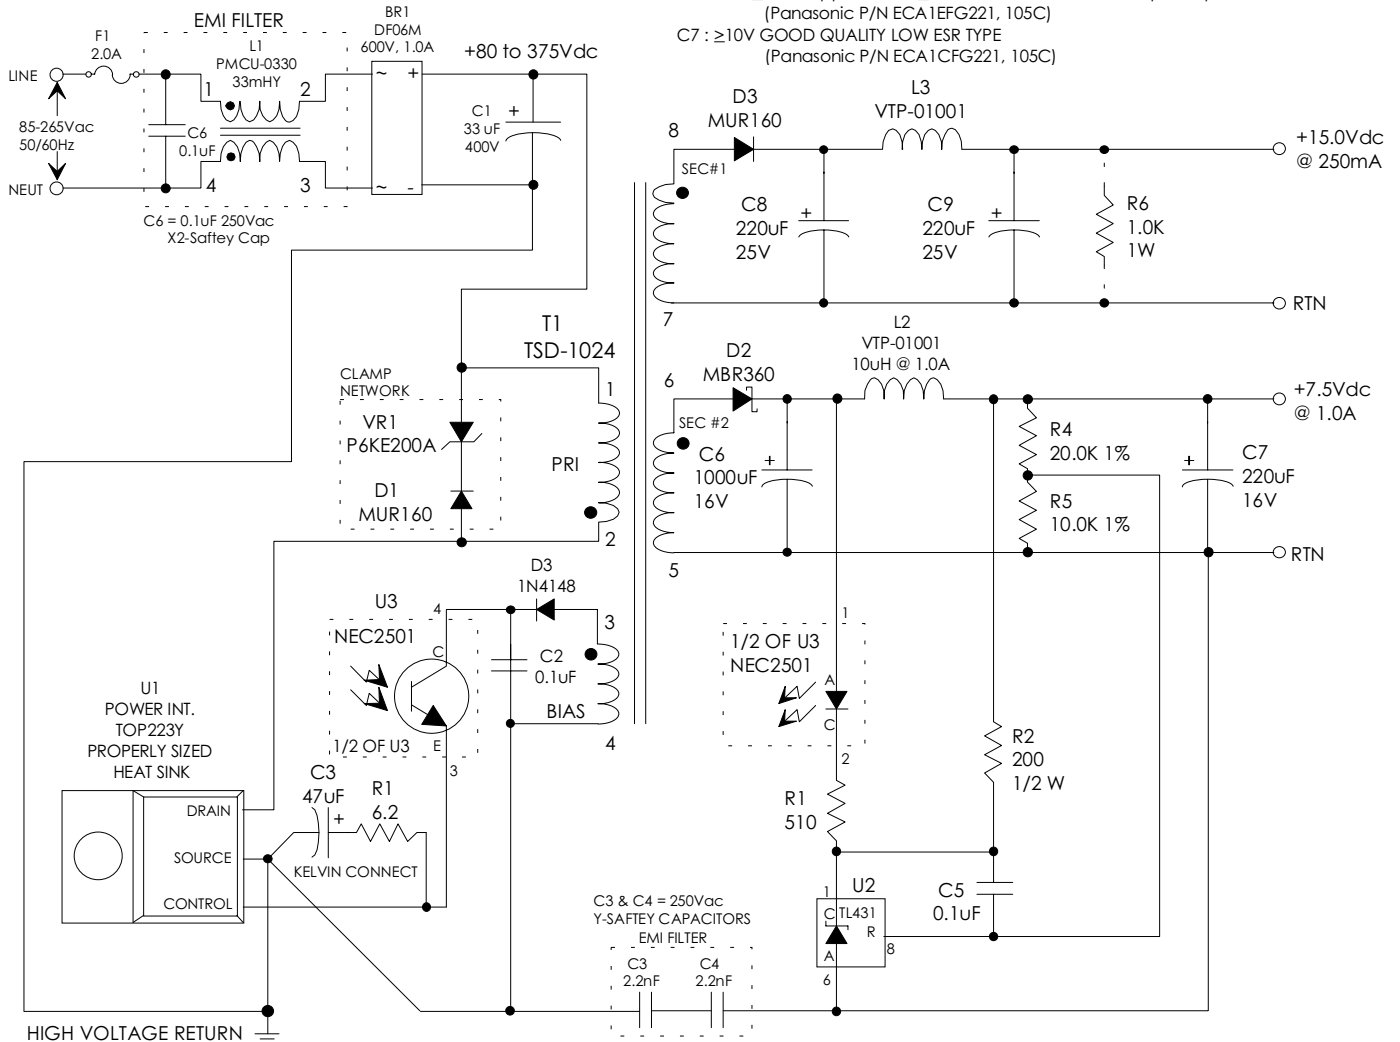 (Panasonic P/N ECA1EFG221, 105C)
C7 : ≥10V GOOD QUALITY LOW ESR TYPE
(Panasonic P/N ECA1CFG221, 105C)
EMI FILTER
BR1
DF06M
600V, 1.0A
F1
2.0A
L1
PMCU-0330
33mHY
+80 to 375Vdc
LINE
1
2
~
+
85-265Vac
50/60Hz
C6
0.1uF
C1
+
33 uF
400V
NEUT
4
3
~
-
C6 = 0.1uF 250Vac
X2-Saftey Cap
8
D3
MUR160
L3
VTP-01001
+15.0Vdc
@ 250mA
SEC#1
C8
220uF
25V
+
C9
220uF
25V
+
R6
1.0K
1W
7
RTN
T1
TSD-1024
L2
VTP-01001
10uH @ 1.0A
CLAMP
NETWORK
1
6
D2
MBR360
+7.5Vdc
@ 1.0A
VR1
P6KE200A
SEC #2
PRI
C6
1000uF
16V
+
R4
20.0K 1%
C7
220uF
16V
+
D1
MUR160
R5
10.0K 1%
2
5
RTN
D3
1N4148
U3
NEC2501
4
3
C
C2
0.1uF
BIAS
1/2 OF U3
E
3
4
1
1/2 OF U3
NEC2501
A
C
2
U1
POWER INT.
TOP223Y
PROPERLY SIZED
HEAT SINK
C3
47uF
+
R1
6.2
R2
200
1/2 W
R1
510
DRAIN
SOURCE
CONTROL
KELVIN CONNECT
C3 & C4 = 250Vac
Y-SAFTEY CAPACITORS
EMI FILTER
C3
2.2nF
C4
2.2nF
1
U2
C
TL431
R
8
A
6
C5
0.1uF
HIGH VOLTAGE RETURN